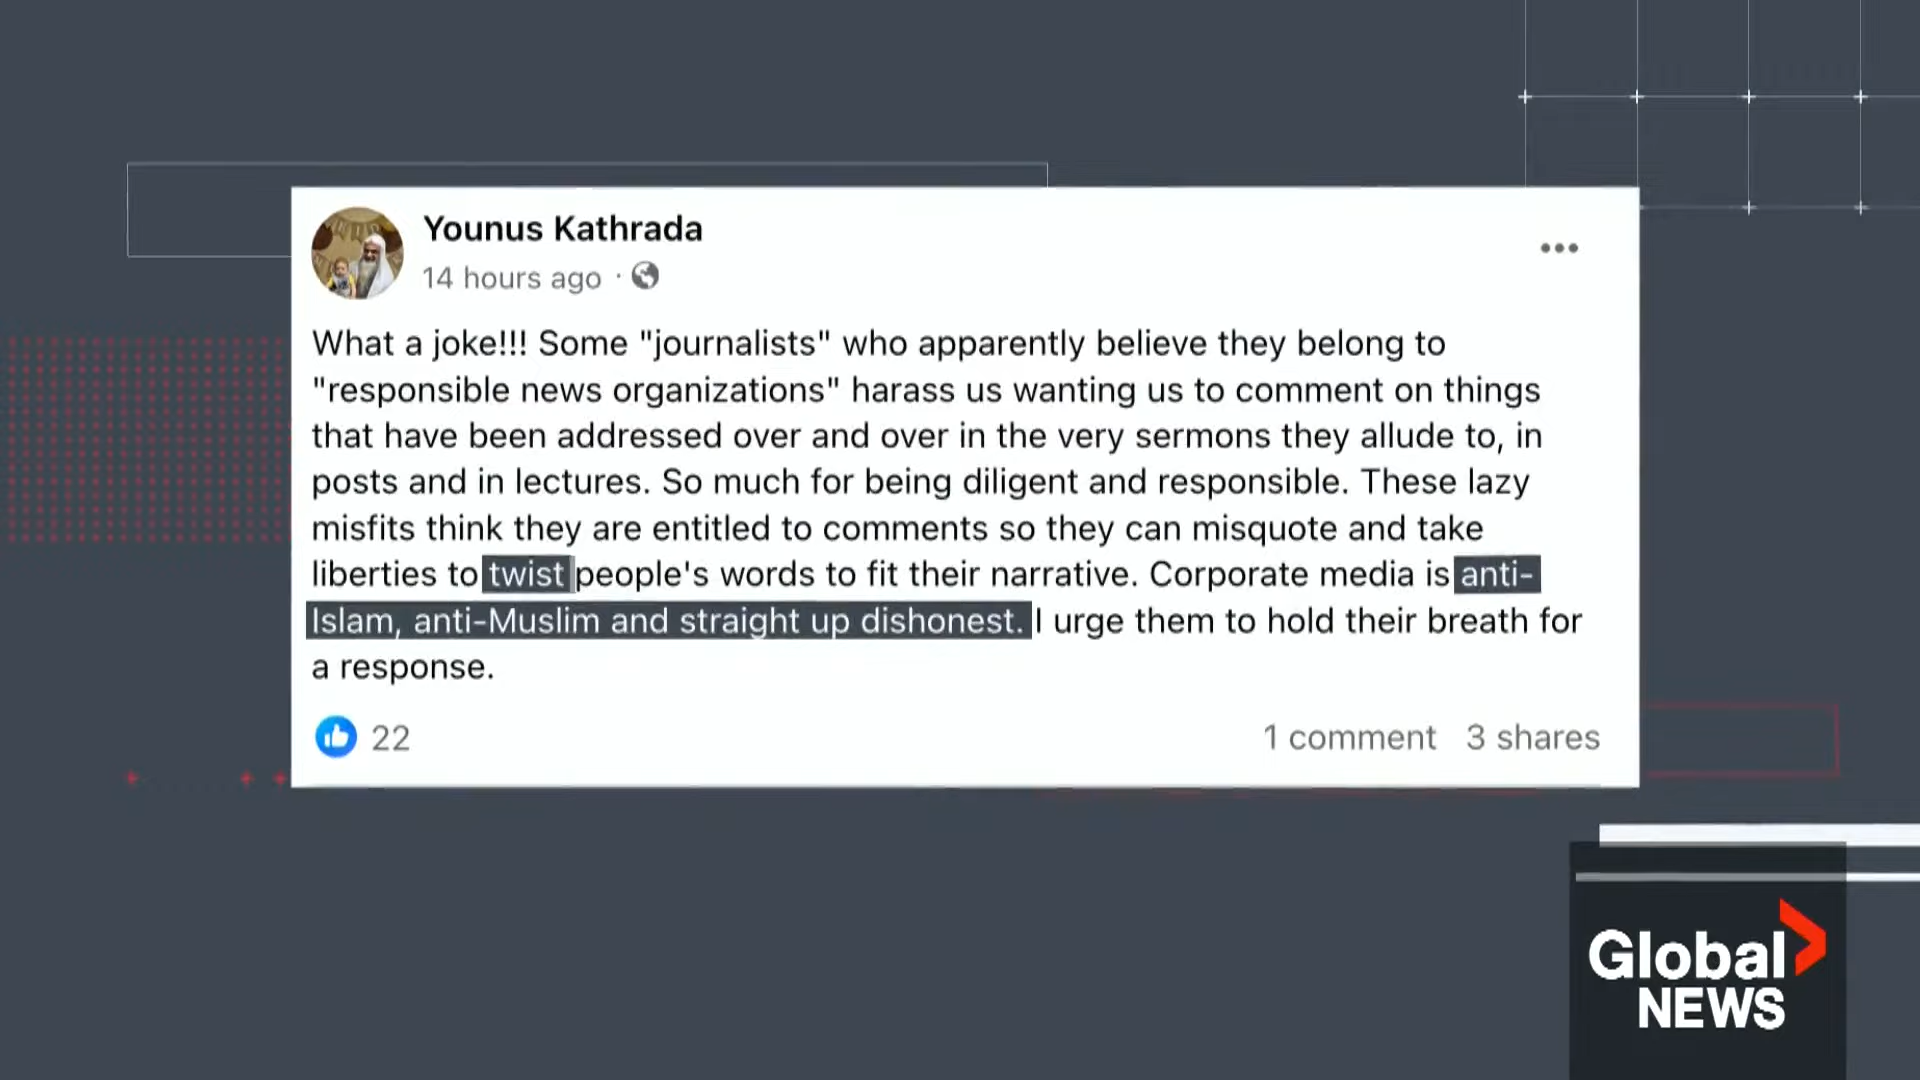 Younus Kathrada
14 hours ago ·
What a joke!!! Some "journalists" who apparently believe they belong to
"responsible news organizations" harass us wanting us to comment on things
that have been addressed over and over in the very sermons they allude to, in
posts and in lectures. So much for being diligent and responsible. These lazy
misfits think they are entitled to comments so they can misquote and take
liberties to twist people's words to fit their narrative. Corporate media is anti-
Islam, anti-Muslim and straight up dishonest. I urge them to hold their breath for
a response.
22
1 comment 3 shares
Global
NEWS